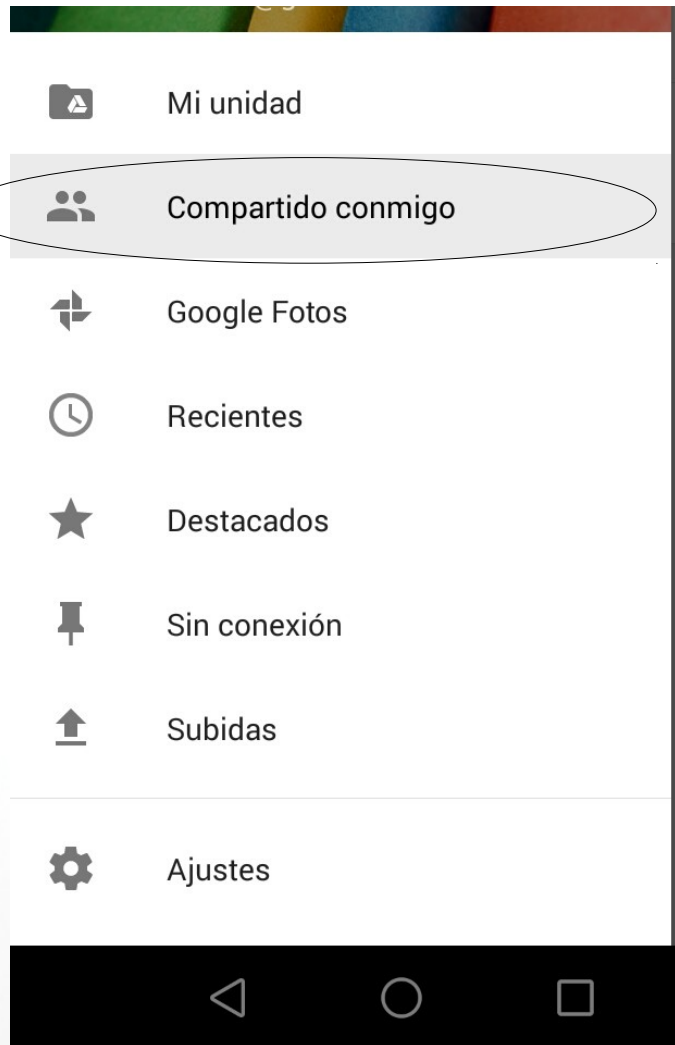 Mi unidad
Compartido conmigo
Google Fotos
Recientes
Destacados
Sin conexión
Subidas
Ajustes